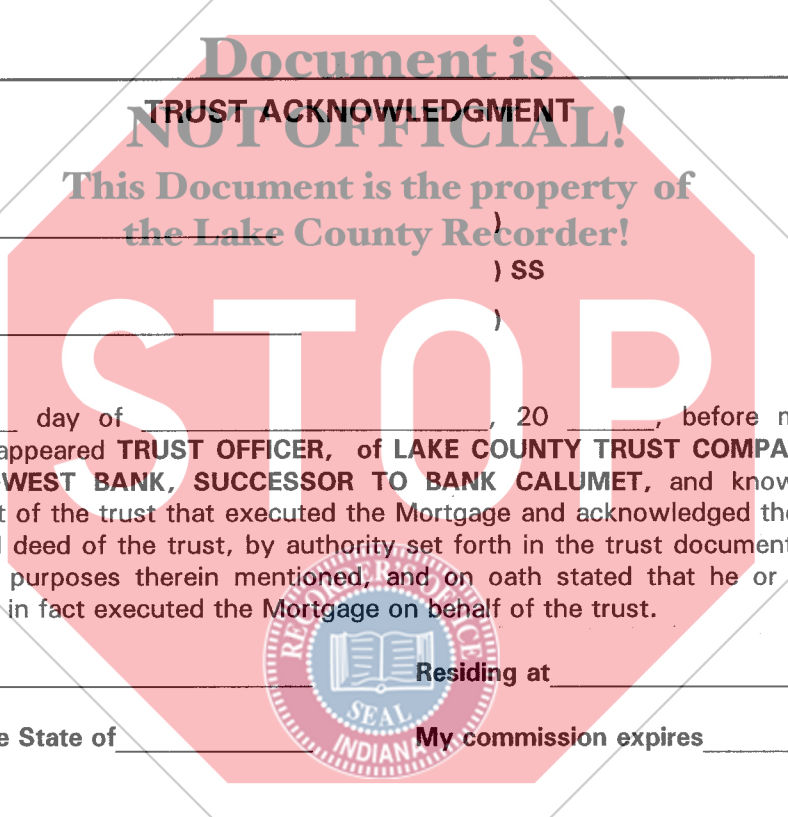 Document is
TRUST ACKNOWLEDGMENT
NOT OFFICIAL!
This Document is the property of
)
the Lake County Recorder!
) SS
)
STOP
day of , 20 , before
appeared TRUST OFFICER, of LAKE COUNTY TRUST COMPA
WEST BANK, SUCCESSOR TO BANK CALUMET, and know
of the trust that executed the Mortgage and acknowledged the
deed of the trust, by authority set forth in the trust document
purposes therein mentioned, and on oath stated that he or
in fact executed the Mortgage on behalf of the trust.
RECORDER'S OFFICE
Residing at
SEAL
State of My commission expires
INDIANA